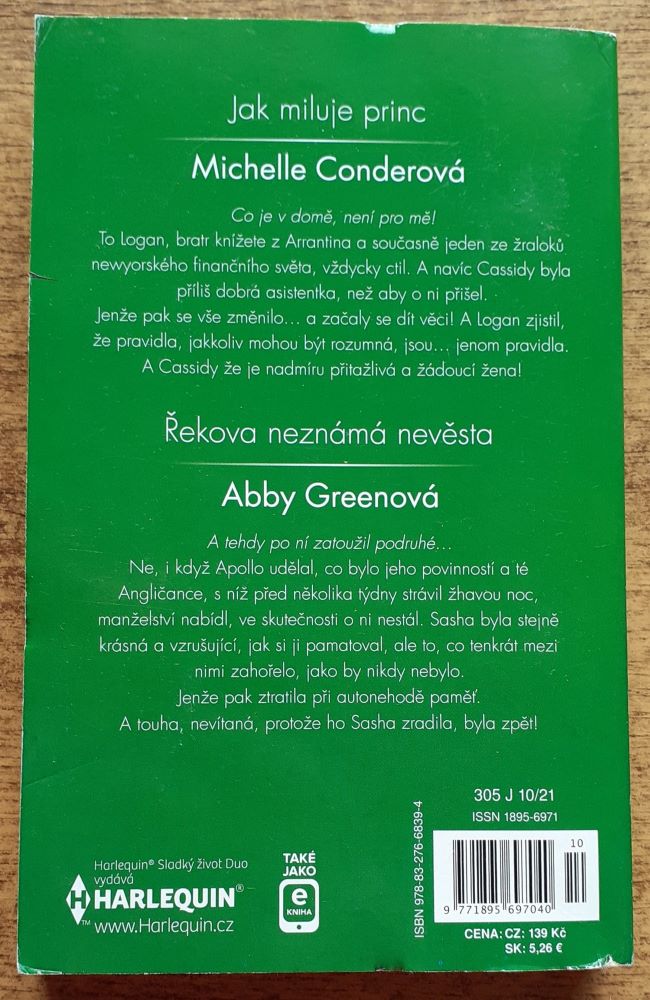 Jak miluje princ
Michelle Conderová
Co je v domě, není pro mě!
To Logan, bratr knížete z Arrantina a současně jeden ze žraloků
newyorského finančního světa, vždycky ctil. A navíc Cassidy byla
příliš dobrá asistentka, než aby o ni přišel.
Jenže pak se vše změnilo... a začaly se dít věci! A Logan zjistil,
že pravidla, jakkoliv mohou být rozumná, jsou... jenom pravidla.
A Cassidy že je nadmíru přitažlivá a žádoucí žena!
Řekova neznámá nevěsta
Abby Greenová
A tehdy po ní zatoužil podruhé...
Ne, i když Apollo udělal, co bylo jeho povinností a té
Angličance, s níž před několika týdny strávil žhavou noc,
manželství nabídl, ve skutečnosti o ni nestál. Sasha byla stejně
krásná a vzrušující, jak si ji pamatoval, ale to, co tenkrát mezi
nimi zahořelo, jako by nikdy nebylo.
Jenže pak ztratila při autonehodě paměť.
A touha, nevítaná, protože ho Sasha zradila, byla zpět!
305 J 10/21
ISSN 1895-6971
ISBN 978-83-276-6839-4
10
9 771895 697040
CENA: CZ: 139 Kč
SK: 5,26 €
Harlequin® Sladký život Duo
vydává
H HARLEQUIN®
™ www.Harlequin.cz
TAKÉ
JAKO
e
KNIHA